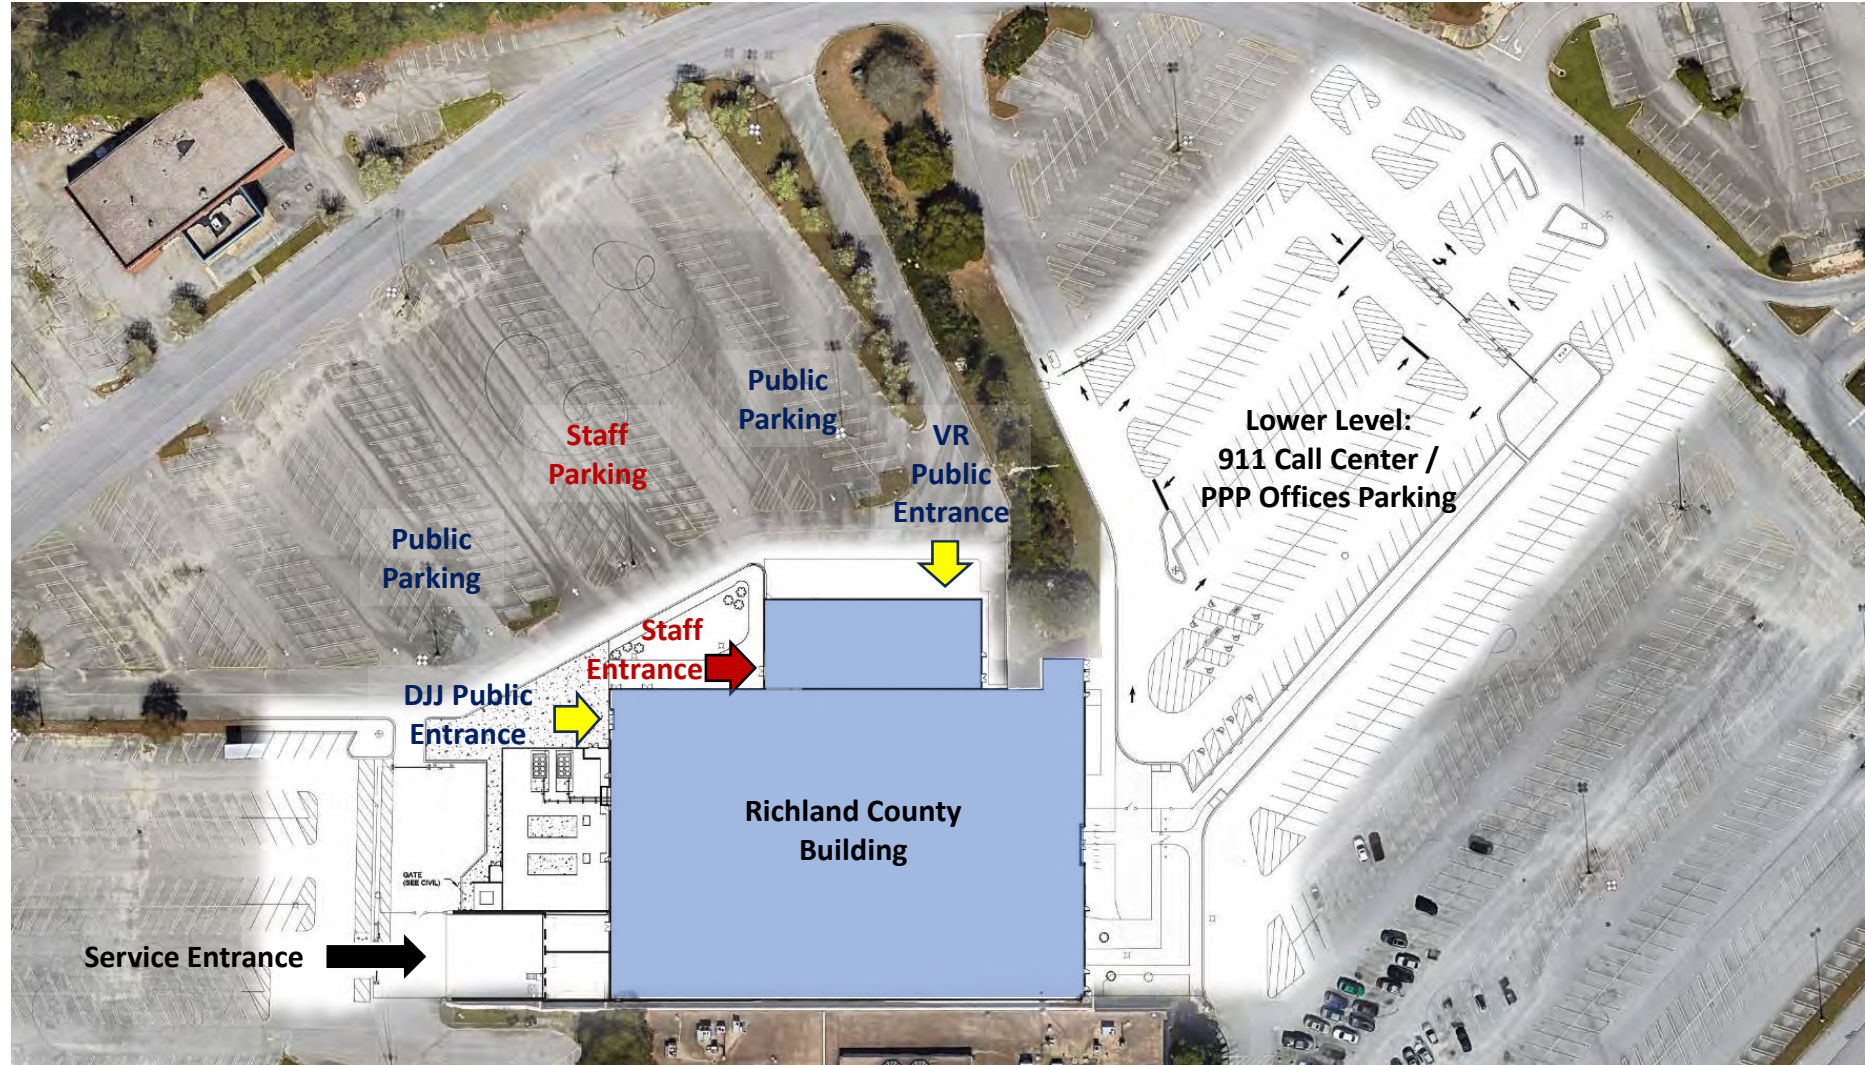 Public
Parking
Staff
Parking
VR
Public
Entrance
Lower Level:
911 Call Center /
PPP Offices Parking
Public
Parking
Staff
Entrance
DJJ Public
Entrance
Richland County
Building
GATE
(SEE CIVIL)
Service Entrance